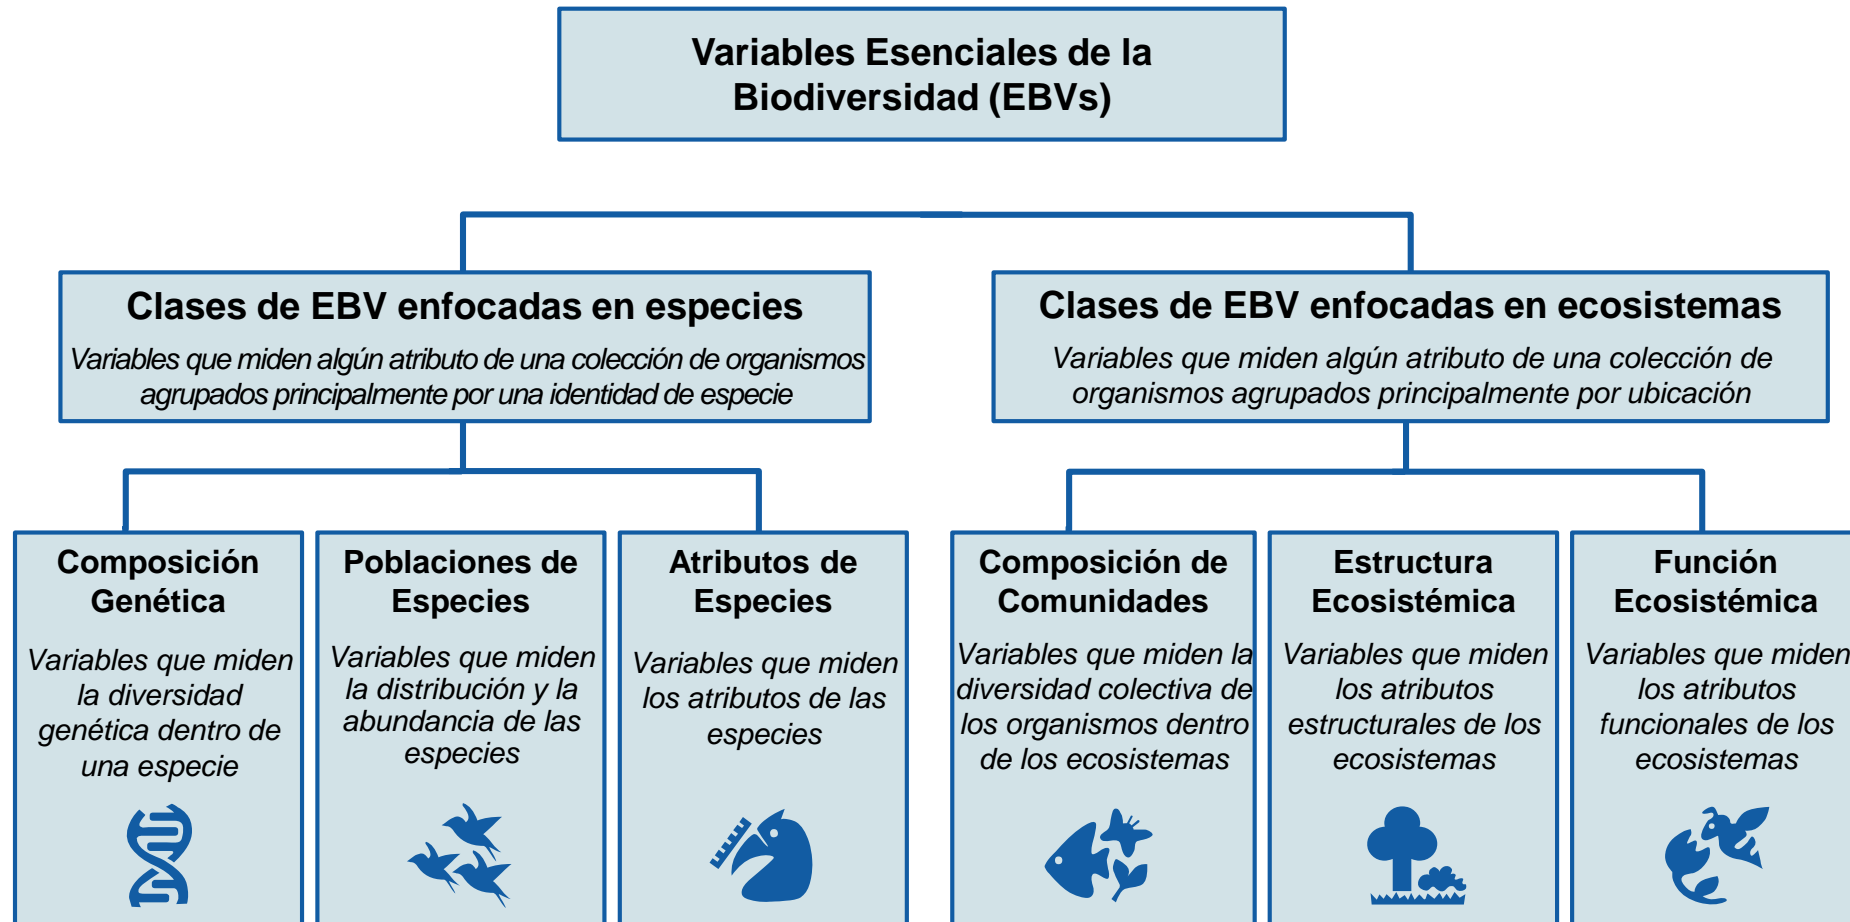 Variables Esenciales de la
Biodiversidad (EBVs)
Clases de EBV enfocadas en especies
Variables que miden algún atributo de una colección de organismos
agrupados principalmente por una identidad de especie
Clases de EBV enfocadas en ecosistemas
Variables que miden algún atributo de una colección de
organismos agrupados principalmente por ubicación
Composición
Genética
Variables que miden
la diversidad
genética dentro de
una especie
Poblaciones de
Especies
Variables que miden
la distribución y la
abundancia de las
especies
Atributos de
Especies
Variables que miden
los atributos de las
especies
Composición de
Comunidades
Variables que miden la
diversidad colectiva de
los organismos dentro
de los ecosistemas
Estructura
Ecosistémica
Variables que miden
los atributos
estructurales de los
ecosistemas
Función
Ecosistémica
Variables que miden
los atributos
funcionales de los
ecosistemas